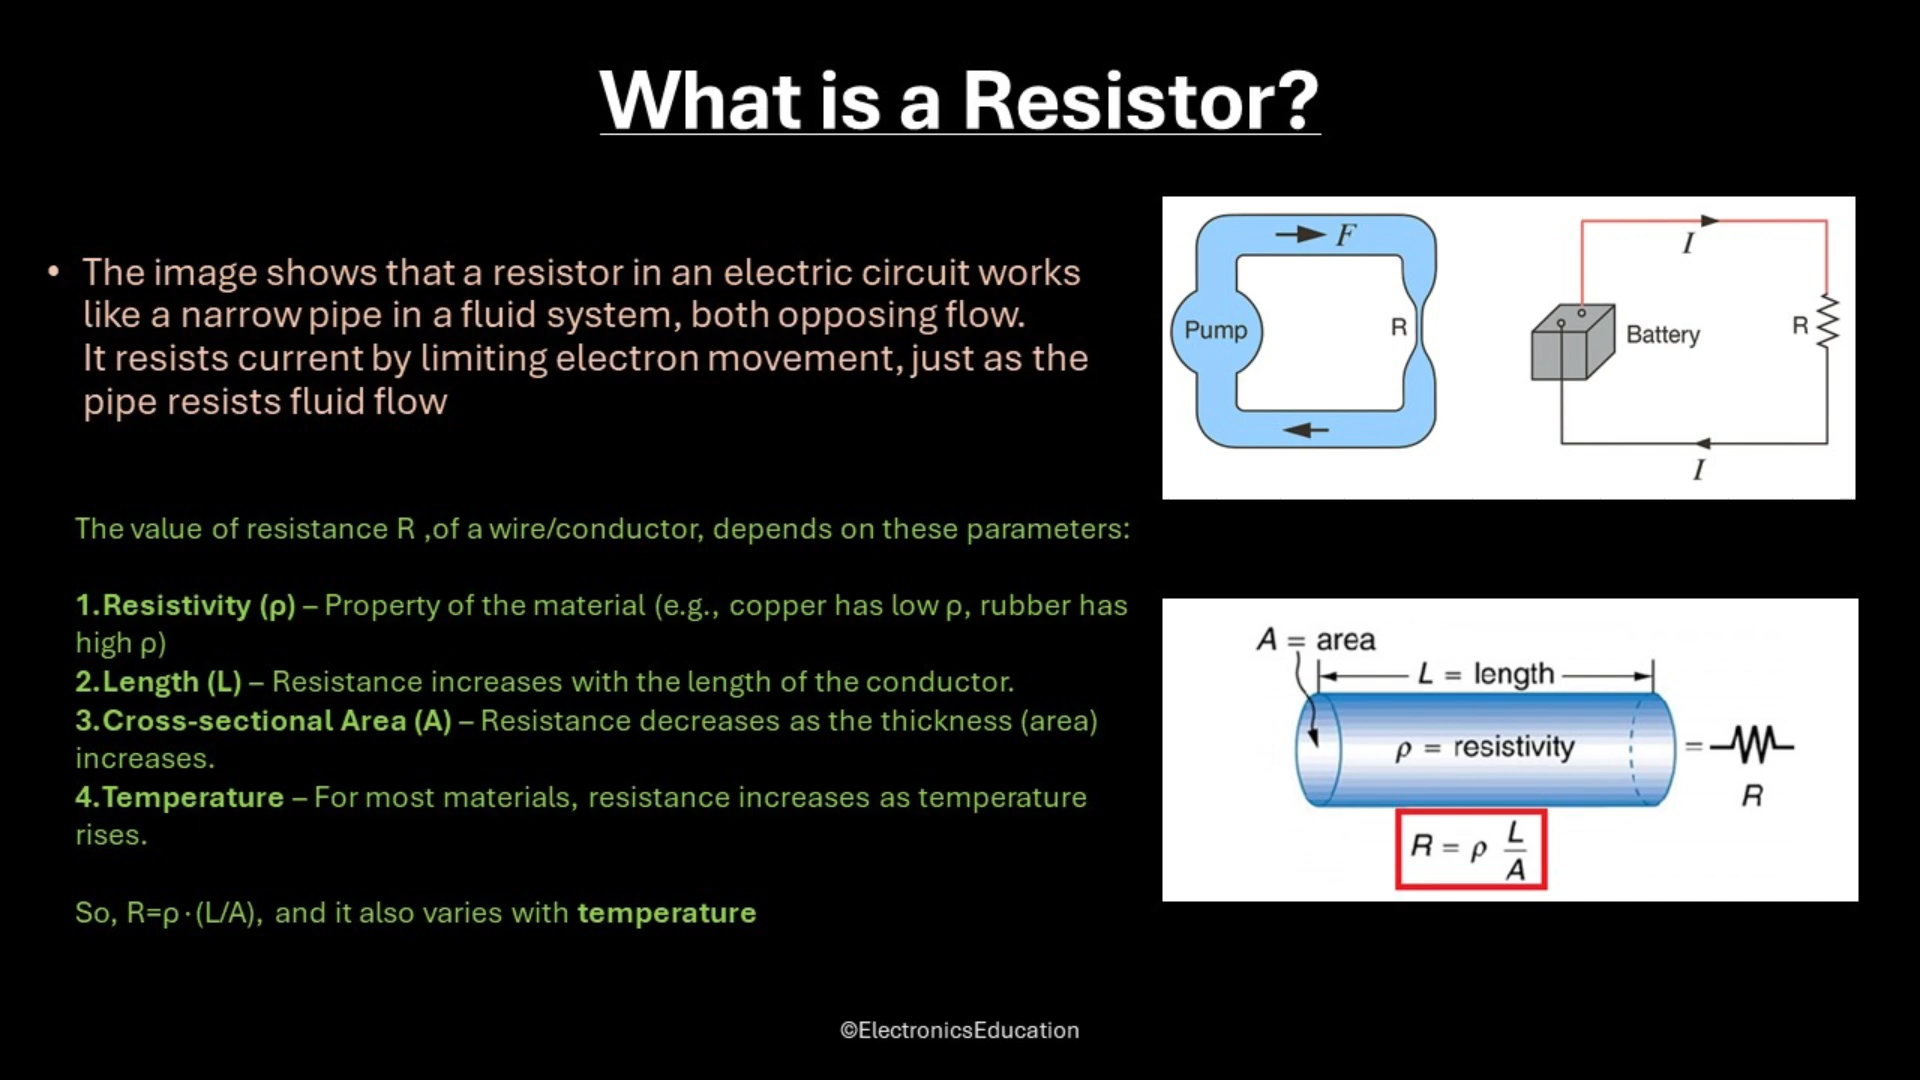 What is a Resistor?
• The image shows that a resistor in an electric circuit works
like a narrow pipe in a fluid system, both opposing flow.
It resists current by limiting electron movement, just as the
pipe resists fluid flow
F
Pump
R
I
Battery
R
I
The value of resistance R ,of a wire/conductor, depends on these parameters:
1.Resistivity (ρ) – Property of the material (e.g., copper has low ρ, rubber has
high ρ)
2.Length (L) – Resistance increases with the length of the conductor.
3.Cross-sectional Area (A) – Resistance decreases as the thickness (area)
increases.
4.Temperature – For most materials, resistance increases as temperature
rises.
So, R=ρ·(L/A), and it also varies with temperature
A = area
L = length
ρ = resistivity
=
R
R = ρ L/A
©ElectronicsEducation